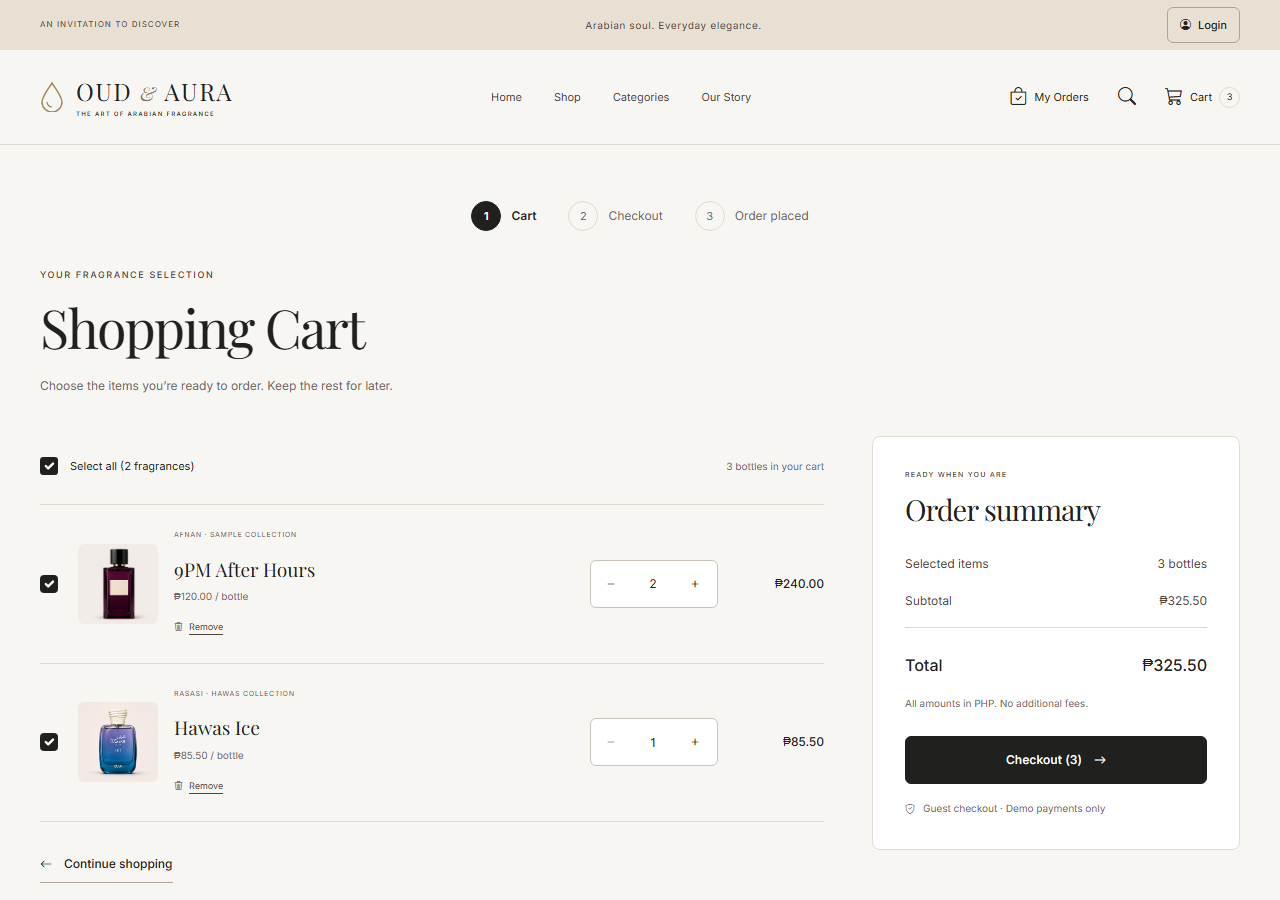 AN INVITATION TO DISCOVER
Arabian soul. Everyday elegance.
Login
OUD & AURA
THE ART OF ARABIAN FRAGRANCE
Home
Shop
Categories
Our Story
My Orders
Cart 3
1 Cart
2 Checkout
3 Order placed
YOUR FRAGRANCE SELECTION
Shopping Cart
Choose the items you’re ready to order. Keep the rest for later.
Select all (2 fragrances)
3 bottles in your cart
AFNAN · SAMPLE COLLECTION
9PM After Hours
₱120.00 / bottle
Remove
− 2 +
₱240.00
RASASI · HAWAS COLLECTION
Hawas Ice
₱85.50 / bottle
Remove
− 1 +
₱85.50
← Continue shopping
READY WHEN YOU ARE
Order summary
Selected items 3 bottles
Subtotal ₱325.50
Total ₱325.50
All amounts in PHP. No additional fees.
Checkout (3) →
Guest checkout · Demo payments only